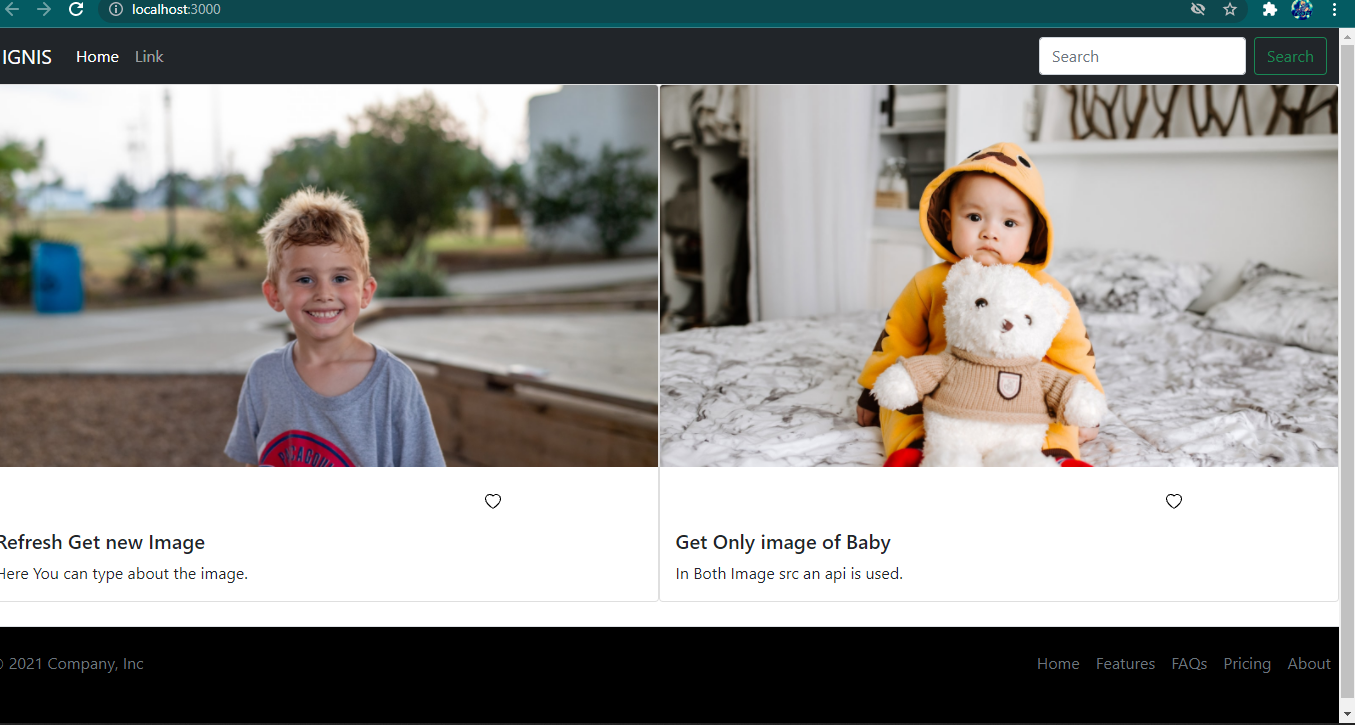 localhost:3000
IGNIS Home Link Search Search
Refresh Get new Image
Here You can type about the image.
Get Only image of Baby
In Both Image src an api is used.
© 2021 Company, Inc
Home Features FAQs Pricing About